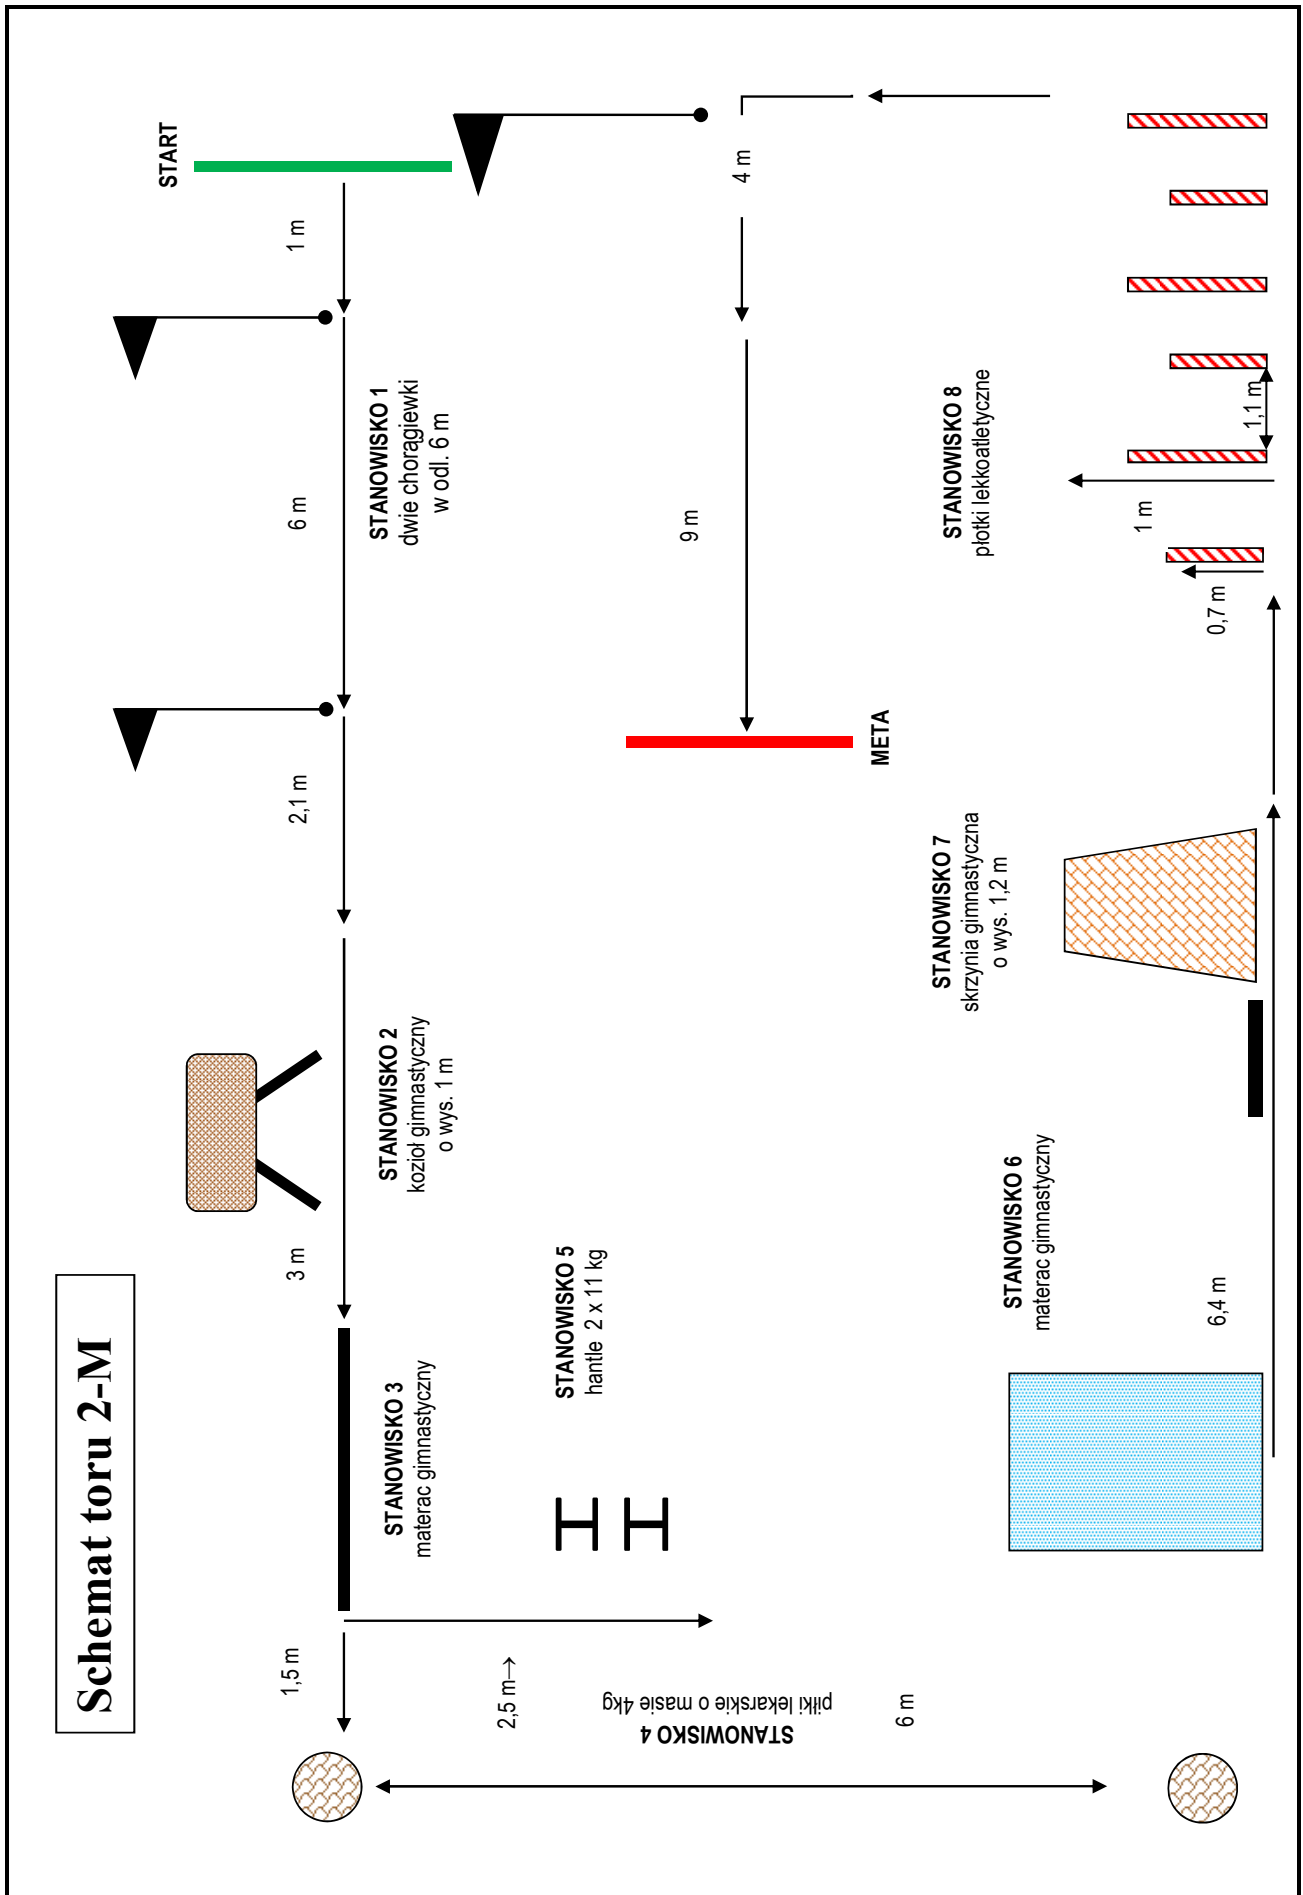 Schemat toru 2-M
START
1 m
6 m
STANOWISKO 1
dwie chorągiewki
w odl. 6 m
2,1 m
STANOWISKO 2
kozioł gimnastyczny
o wys. 1 m
3 m
STANOWISKO 3
materac gimnastyczny
1,5 m
2,5 m→
STANOWISKO 4
piłki lekarskie o masie 4kg
6 m
STANOWISKO 5
hantle 2 x 11 kg
STANOWISKO 6
materac gimnastyczny
6,4 m
STANOWISKO 7
skrzynia gimnastyczna
o wys. 1,2 m
STANOWISKO 8
płotki lekkoatletyczne
0,7 m
1 m
1,1 m
4 m
9 m
META